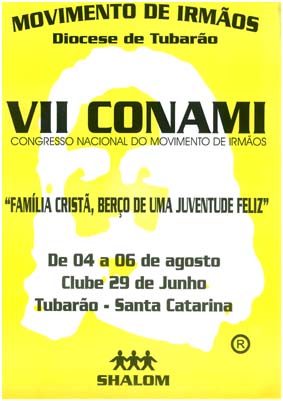 MOVIMENTO DE IRMÃOS
Diocese de Tubarão
VII CONAMI
CONGRESSO NACIONAL DO MOVIMENTO DE IRMÃOS
"FAMÍLIA CRISTÃ, BERÇO DE UMA JUVENTUDE FELIZ"
De 04 a 06 de agosto
Clube 29 de Junho
Tubarão - Santa Catarina
®
SHALOM